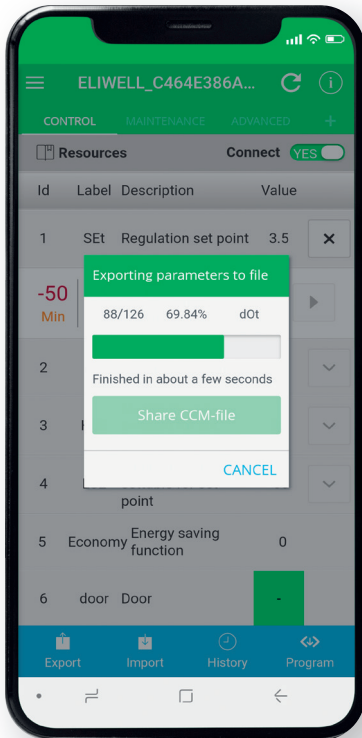 ELIWELL_C464E386A...
CONTROL MAINTENANCE ADVANCED +
Resources Connect YES
Id Label Description Value
1 SEt Regulation set point 3.5
Exporting parameters to file
-50
Min
88/126 69.84% dOt
2
Finished in about a few seconds
3
Share CCM-file
4
point
CANCEL
5 Economy Energy saving function 0
6 door Door -
Export Import History Program